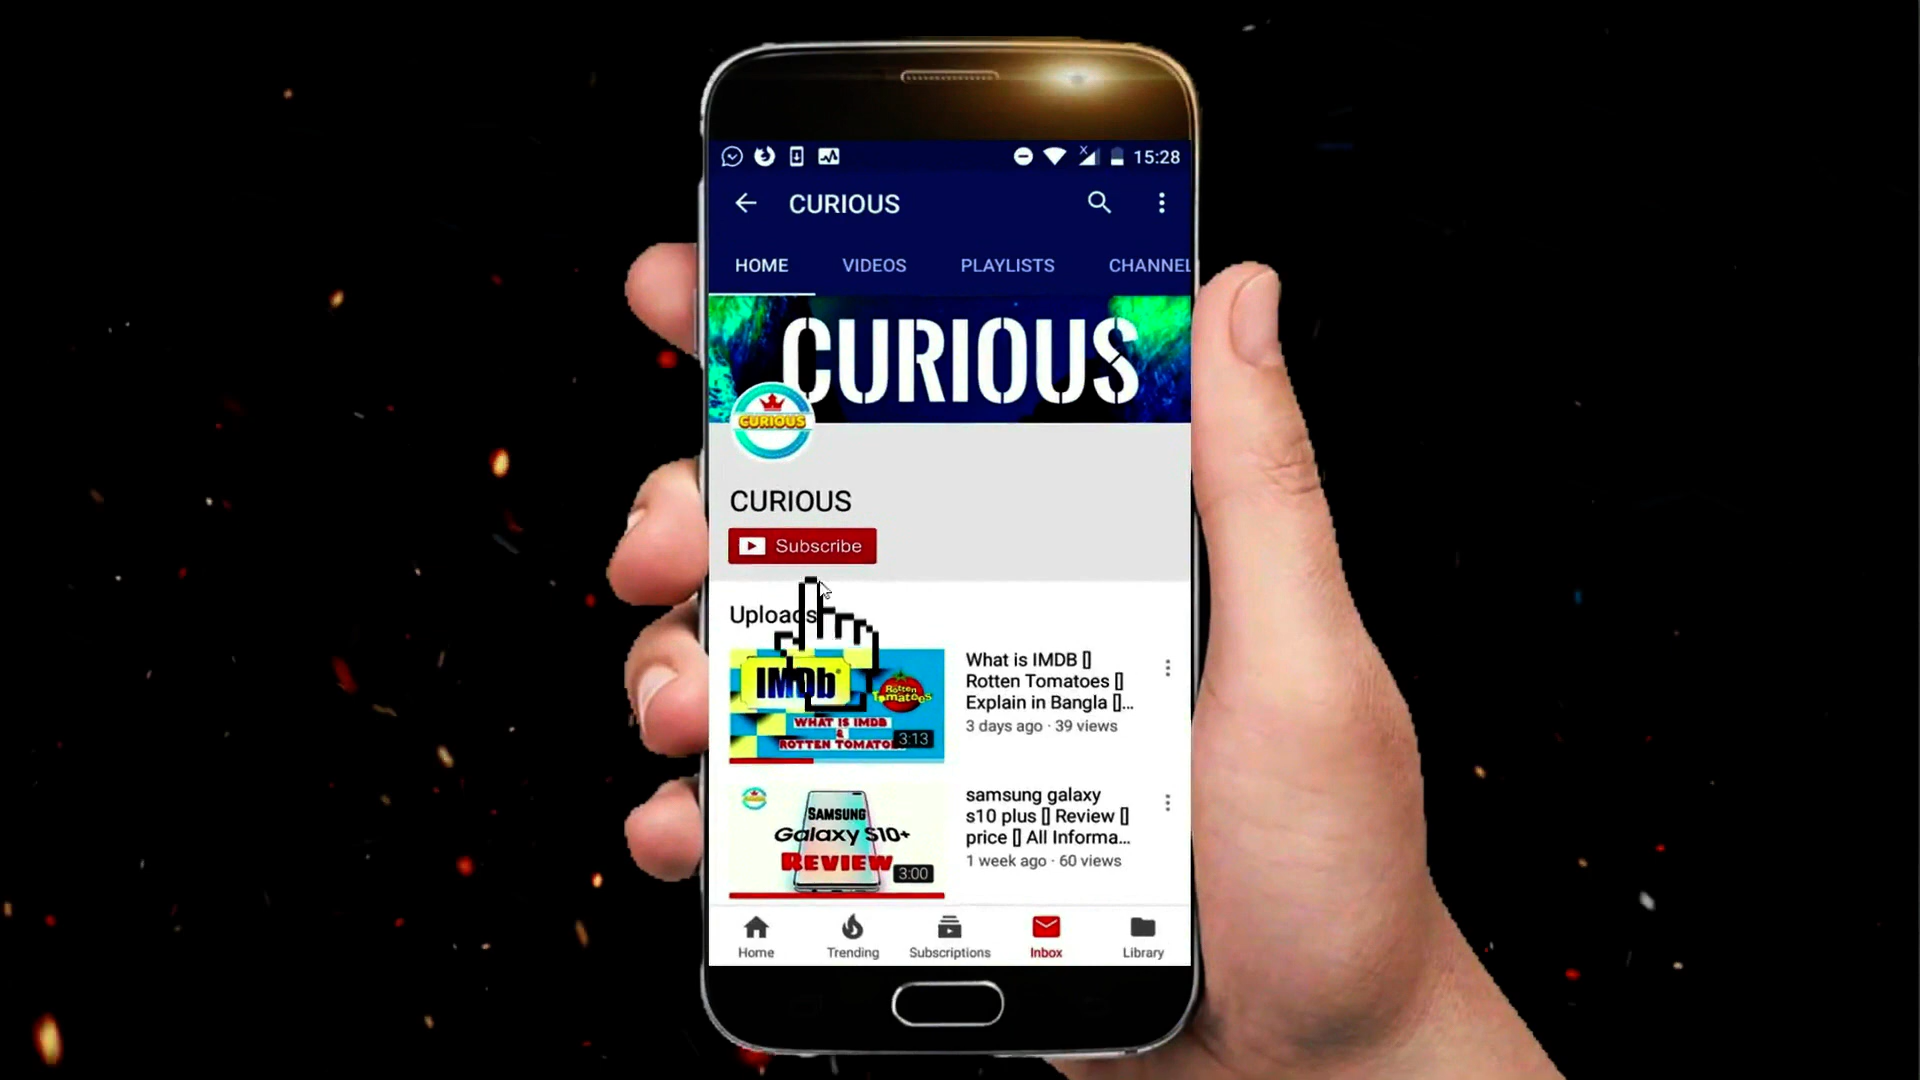 15:28
CURIOUS
HOME VIDEOS PLAYLISTS CHANNEL
CURIOUS
CURIOUS
CURIOUS
Subscribe
Uploads
IMDb
Rotten
Tomatoes
WHAT IS IMDB
&
ROTTEN TOMATO
3:13
What is IMDB []
Rotten Tomatoes []
Explain in Bangla []...
3 days ago · 39 views
SAMSUNG
Galaxy S10+
REVIEW
3:00
samsung galaxy
s10 plus [] Review []
price [] All Informa...
1 week ago · 60 views
Home Trending Subscriptions Inbox Library